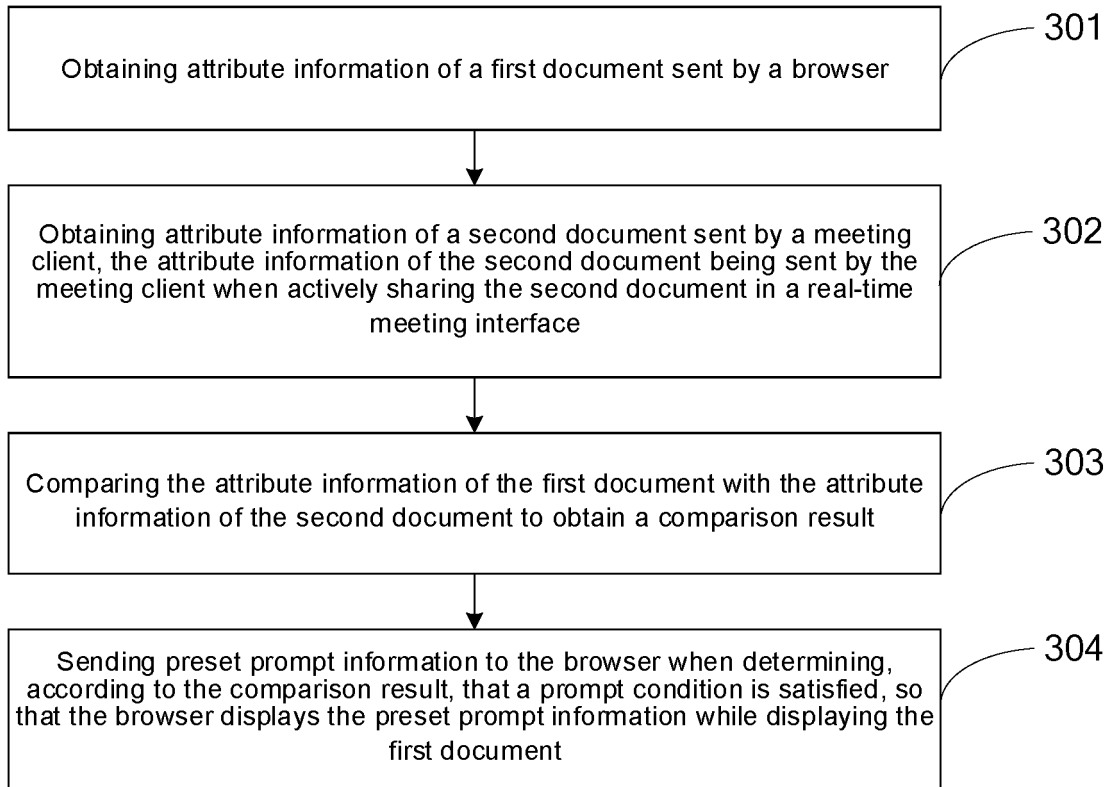 Obtaining attribute information of a first document sent by a browser
301
Obtaining attribute information of a second document sent by a meeting
client, the attribute information of the second document being sent by the
meeting client when actively sharing the second document in a real-time
meeting interface
302
Comparing the attribute information of the first document with the attribute
information of the second document to obtain a comparison result
303
Sending preset prompt information to the browser when determining,
according to the comparison result, that a prompt condition is satisfied, so
that the browser displays the preset prompt information while displaying the
first document
304